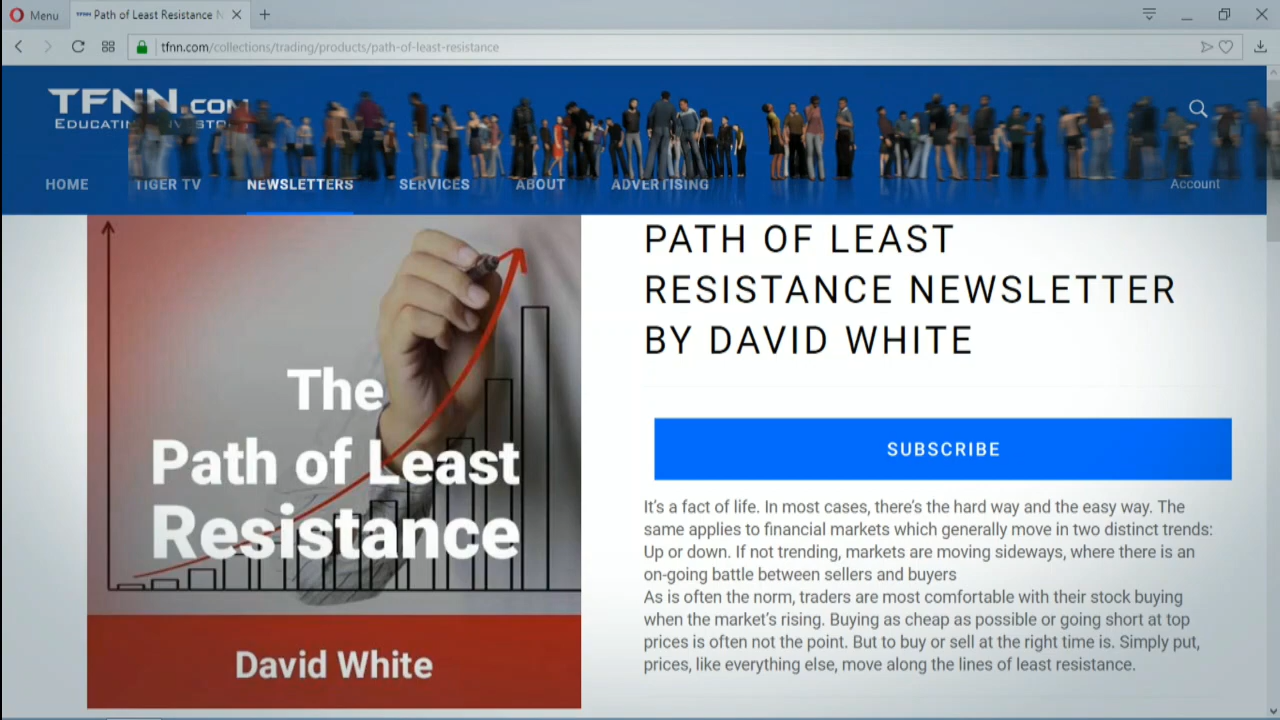 Menu
Path of Least Resistance N
tfnn.com/collections/trading/products/path-of-least-resistance
TFNN.COM
EDUCATING INVESTORS
HOME
TIGER TV
NEWSLETTERS
SERVICES
ABOUT
ADVERTISING
Account
The
Path of Least
Resistance
David White
PATH OF LEAST
RESISTANCE NEWSLETTER
BY DAVID WHITE
SUBSCRIBE
It's a fact of life. In most cases, there's the hard way and the easy way. The
same applies to financial markets which generally move in two distinct trends:
Up or down. If not trending, markets are moving sideways, where there is an
on-going battle between sellers and buyers
As is often the norm, traders are most comfortable with their stock buying
when the market's rising. Buying as cheap as possible or going short at top
prices is often not the point. But to buy or sell at the right time is. Simply put,
prices, like everything else, move along the lines of least resistance.